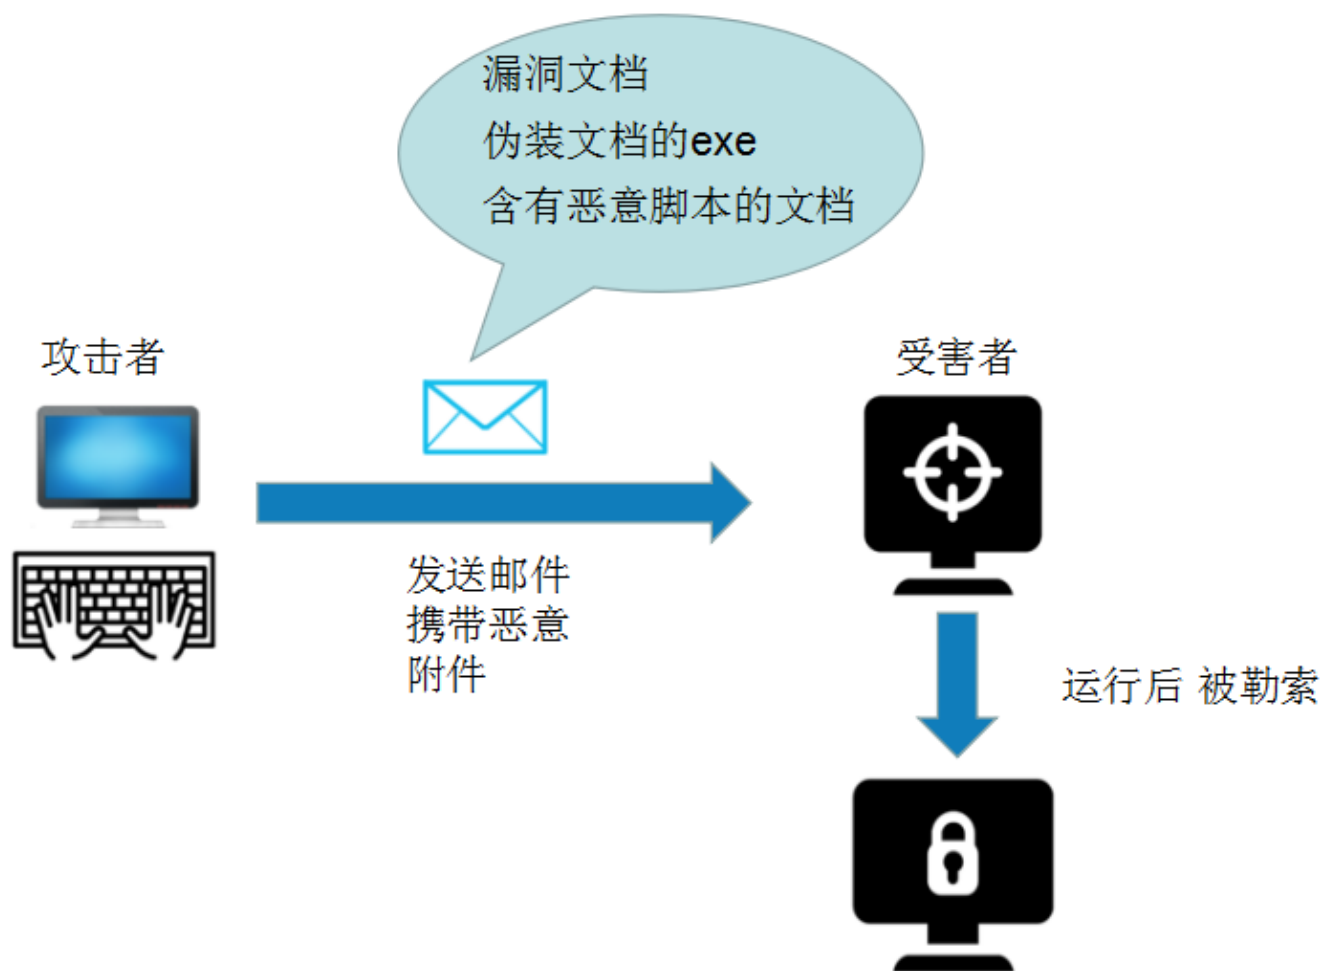 漏洞文档
伪装文档的exe
含有恶意脚本的文档
攻击者
受害者
发送邮件
携带恶意
附件
运行后 被勒索